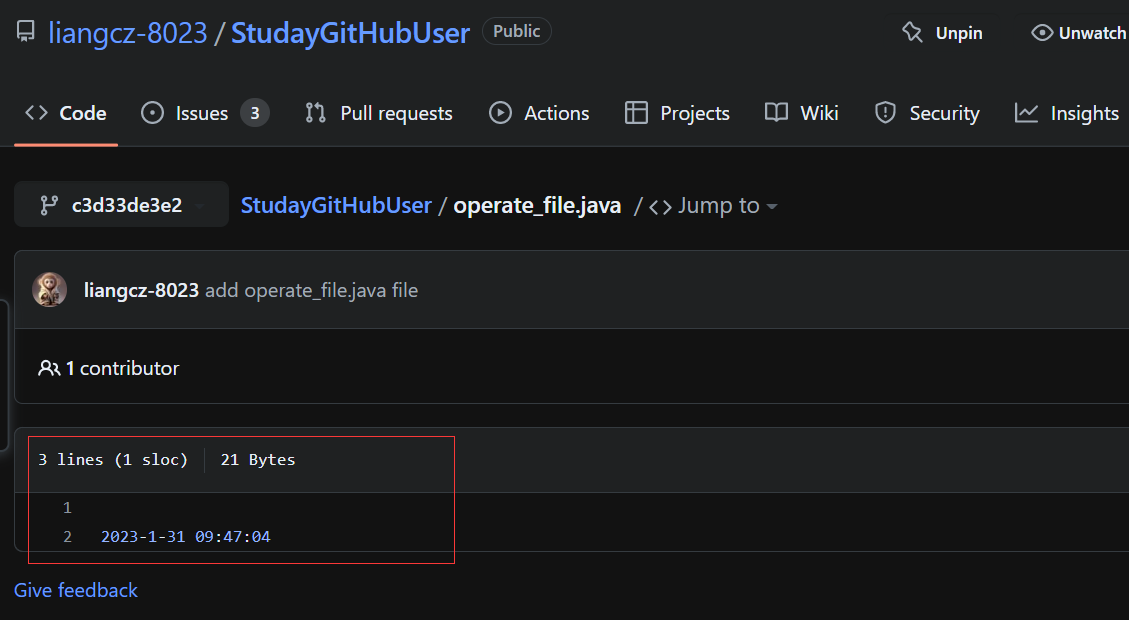 liangcz-8023 / StudayGitHubUser Public Unpin Unwatch
Code Issues 3 Pull requests Actions Projects Wiki Security Insights
c3d33de3e2 StudayGitHubUser / operate_file.java / <> Jump to
liangcz-8023 add operate_file.java file
1 contributor
3 lines (1 sloc) 21 Bytes
1
2 2023-1-31 09:47:04
Give feedback